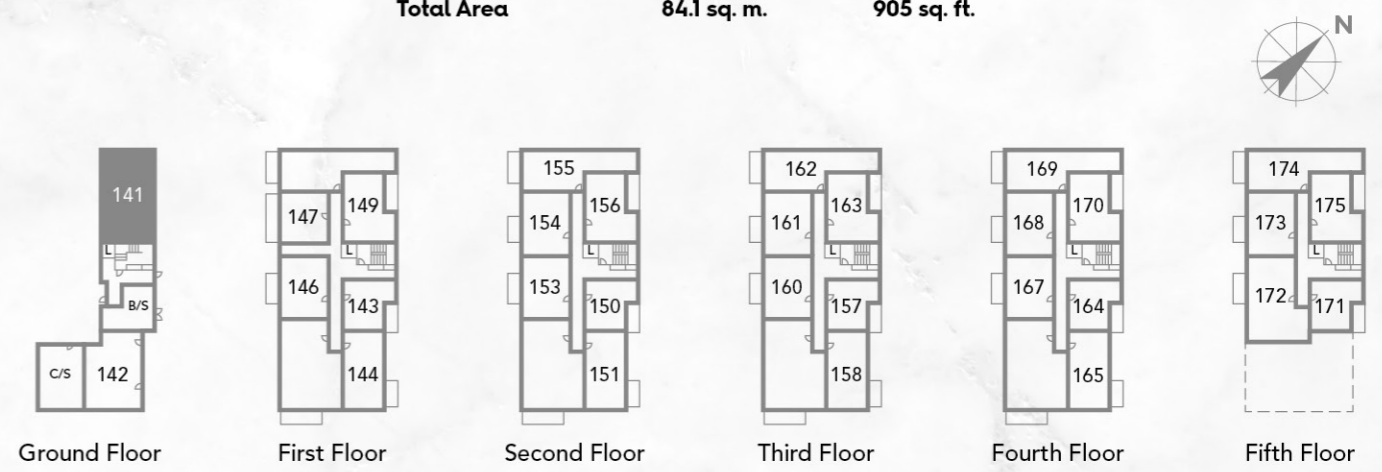 Total Area 84.1 sq. m. 905 sq. ft.
N
141
L
B/S
C/S
142
Ground Floor
147
149
L
146
143
144
First Floor
155
156
154
L
153
150
151
Second Floor
162
163
161
L
160
157
158
Third Floor
169
170
168
L
167
164
165
Fourth Floor
174
175
173
L
172
171
Fifth Floor